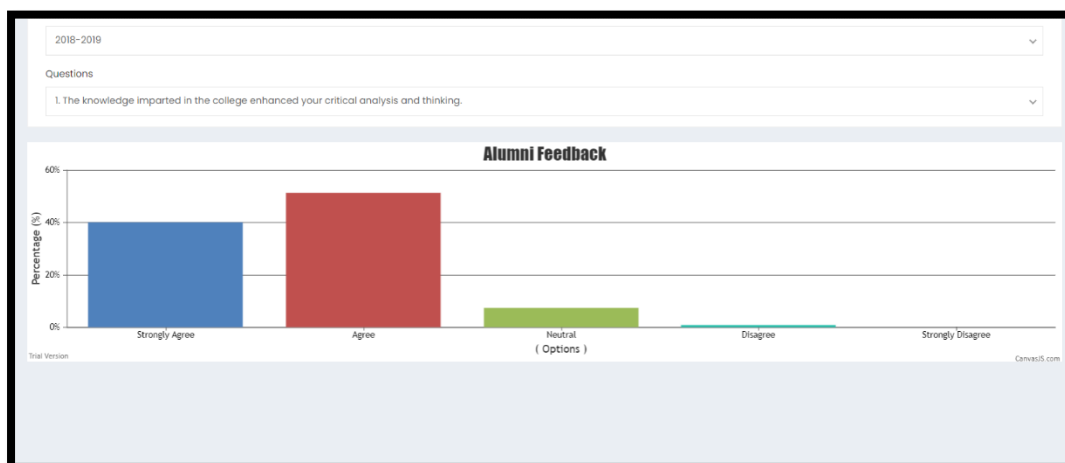 2018-2019
Questions
1. The knowledge imparted in the college enhanced your critical analysis and thinking.
Alumni Feedback
60%
40%
20%
0%
Percentage (%)
Strongly Agree
Agree
Neutral
Disagree
Strongly Disagree
( Options )
Trial Version
CanvasJS.com